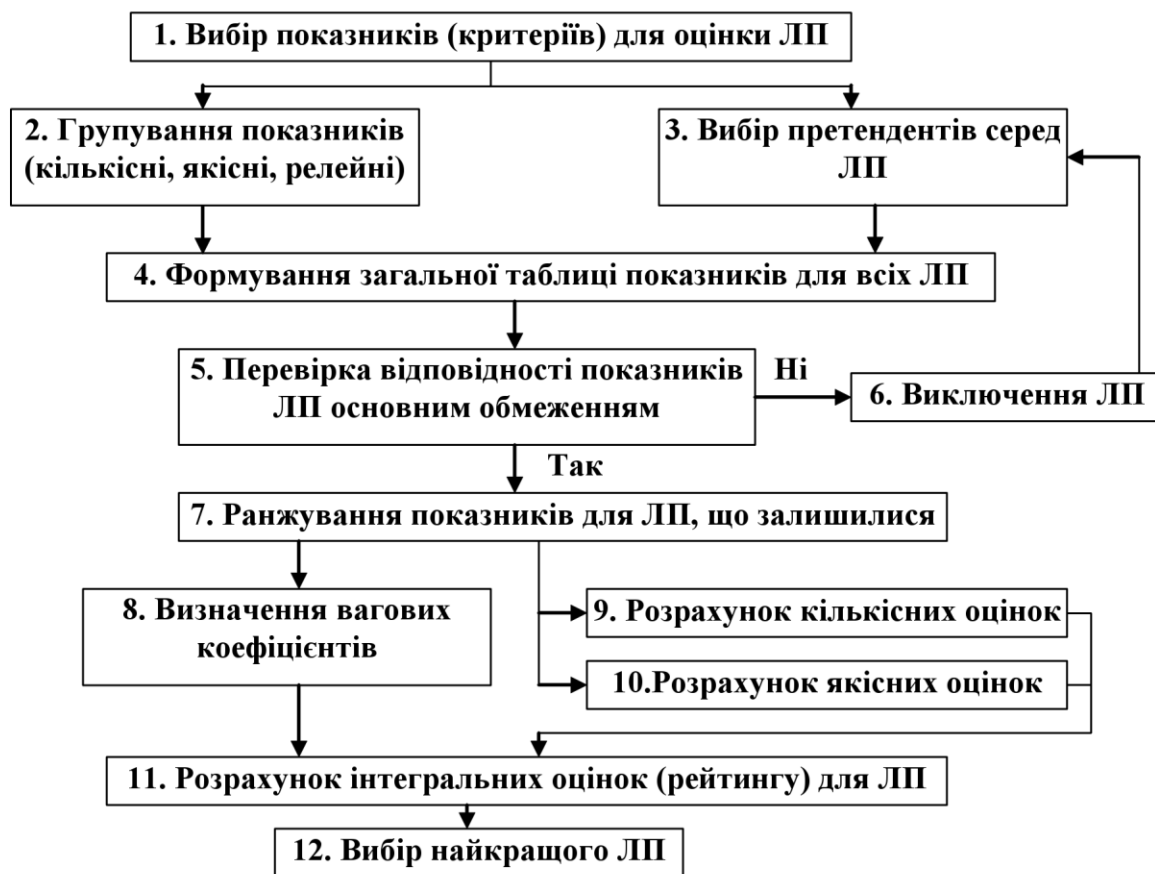 1. Вибір показників (критеріїв) для оцінки ЛП
2. Групування показників
(кількісні, якісні, релейні)
3. Вибір претендентів серед
ЛП
4. Формування загальної таблиці показників для всіх ЛП
5. Перевірка відповідності показників
ЛП основним обмеженням
Ні
6. Виключення ЛП
Так
7. Ранжування показників для ЛП, що залишилися
8. Визначення вагових
коефіцієнтів
9. Розрахунок кількісних оцінок
10.Розрахунок якісних оцінок
11. Розрахунок інтегральних оцінок (рейтингу) для ЛП
12. Вибір найкращого ЛП